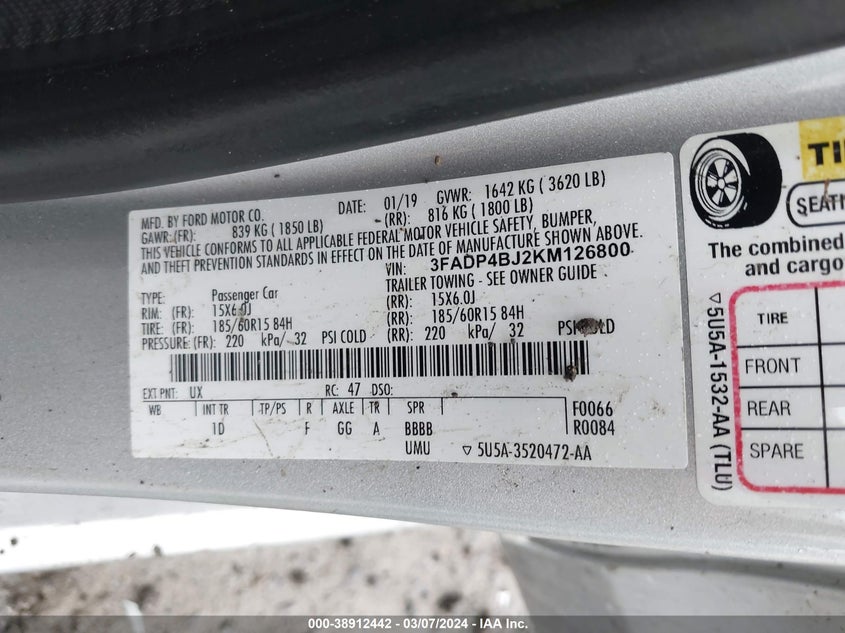 MFD. BY FORD MOTOR CO. DATE: 01/19 GVWR: 1642 KG ( 3620 LB)
GAWR: (FR): 839 KG ( 1850 LB) (RR): 816 KG ( 1800 LB)
THIS VEHICLE CONFORMS TO ALL APPLICABLE FEDERAL MOTOR VEHICLE SAFETY, BUMPER,
AND THEFT PREVENTION STANDARDS IN EFFECT ON THE DATE OF MANUFACTURE SHOWN ABOVE.
VIN: 3FADP4BJ2KM126800
TYPE: Passenger Car TRAILER TOWING - SEE OWNER GUIDE
RIM: (FR): 15X6.0J (RR): 15X6.0J
TIRE: (FR): 185/60R15 84H (RR): 185/60R15 84H
PRESSURE: (FR): 220 kPa/ 32 PSI COLD (RR): 220 kPa/ 32 PSI COLD
EXT PNT: UX RC: 47 DSO:
WB INT TR TP/PS R AXLE TR SPR F0066
1D F GG A BBBB R0084
UMU ▽ 5U5A-3520472-AA
TI
SEATI
The combined
and cargo
▽ 5U5A-1532-AA (TLU)
TIRE
FRONT
REAR
SPARE
000-38912442 - 03/07/2024 - IAA Inc.